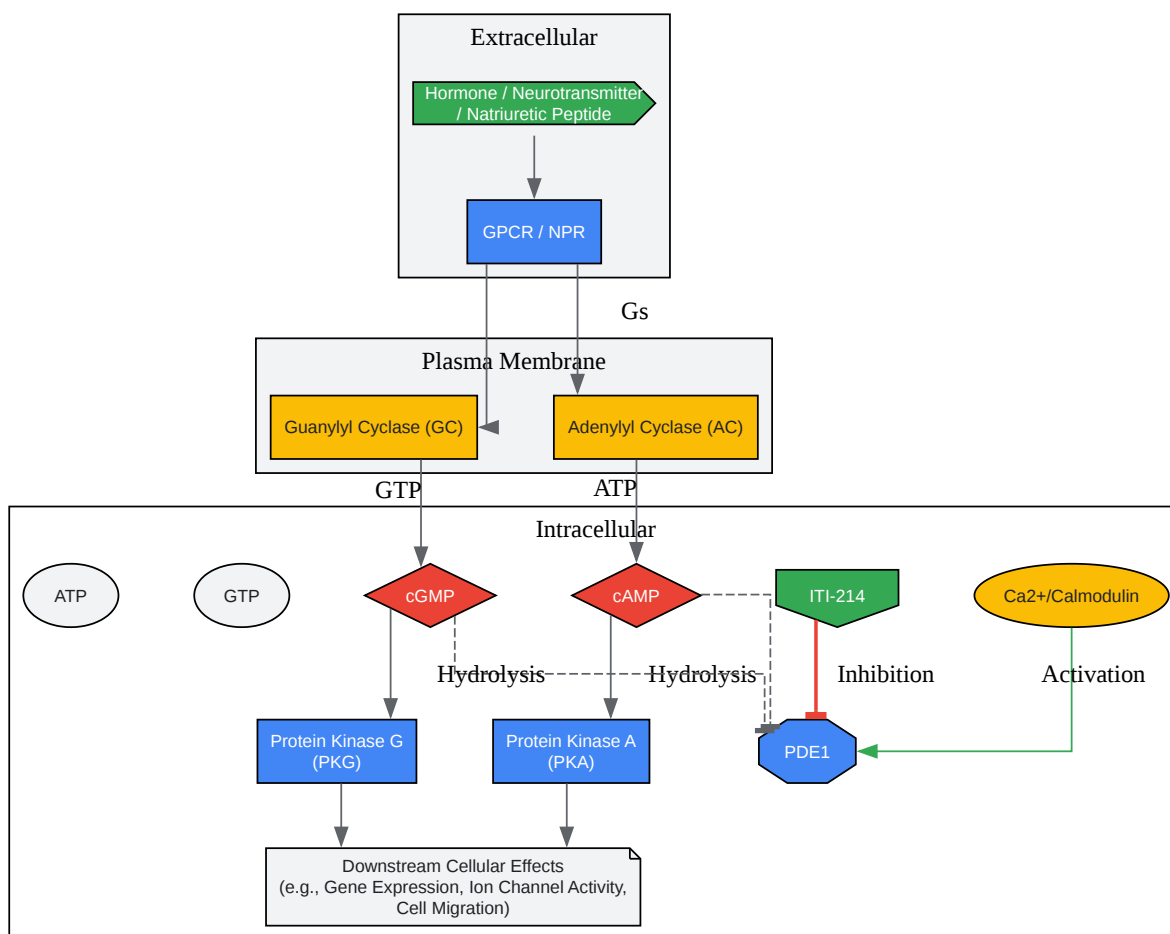 Extracellular
Hormone / Neurotransmitter
/ Natriuretic Peptide
GPCR / NPR
Gs
Plasma Membrane
Guanylyl Cyclase (GC)
Adenylyl Cyclase (AC)
GTP
ATP
Intracellular
ATP
GTP
cGMP
cAMP
ITI-214
Ca2+/Calmodulin
Hydrolysis
Hydrolysis
Inhibition
Activation
Protein Kinase G
(PKG)
Protein Kinase A
(PKA)
PDE1
Downstream Cellular Effects
(e.g., Gene Expression, Ion Channel Activity,
Cell Migration)